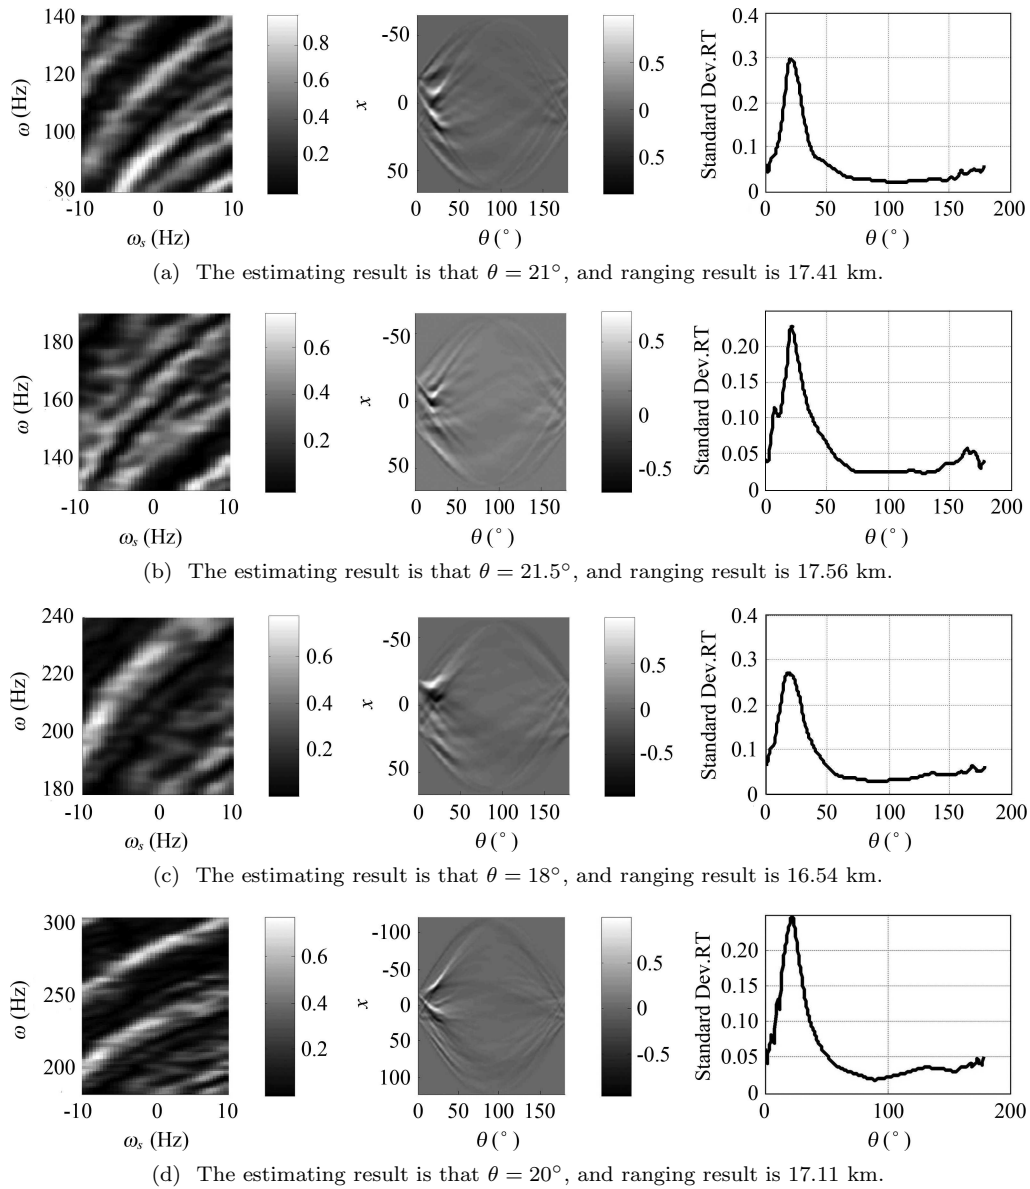 140
120
100
80
ω (Hz)
-10 0 10
ωs (Hz)
0.8
0.6
0.4
0.2
-50
0
50
x
0 50 100 150
θ (°)
0.5
0
0.5
0.4
0.3
0.2
0.1
0
Standard Dev.RT
0 50 100 150 200
θ (°)
(a) The estimating result is that θ = 21°, and ranging result is 17.41 km.
180
160
140
ω (Hz)
-10 0 10
ωs (Hz)
0.6
0.4
0.2
-50
0
50
x
0 50 100 150
θ (°)
0.5
0
-0.5
0.20
0.15
0.10
0.05
0
Standard Dev.RT
0 50 100 150 200
θ (°)
(b) The estimating result is that θ = 21.5°, and ranging result is 17.56 km.
240
220
200
180
ω (Hz)
-10 0 10
ωs (Hz)
0.6
0.4
0.2
-50
0
50
x
0 50 100 150
θ (°)
0.5
0
-0.5
0.4
0.3
0.2
0.1
0
Standard Dev.RT
0 50 100 150 200
θ (°)
(c) The estimating result is that θ = 18°, and ranging result is 16.54 km.
300
250
200
ω (Hz)
-10 0 10
ωs (Hz)
0.6
0.4
0.2
-100
-50
0
50
100
x
0 50 100 150
θ (°)
0.5
0
-0.5
0.20
0.15
0.10
0.05
0
Standard Dev.RT
0 100 200
θ (°)
(d) The estimating result is that θ = 20°, and ranging result is 17.11 km.